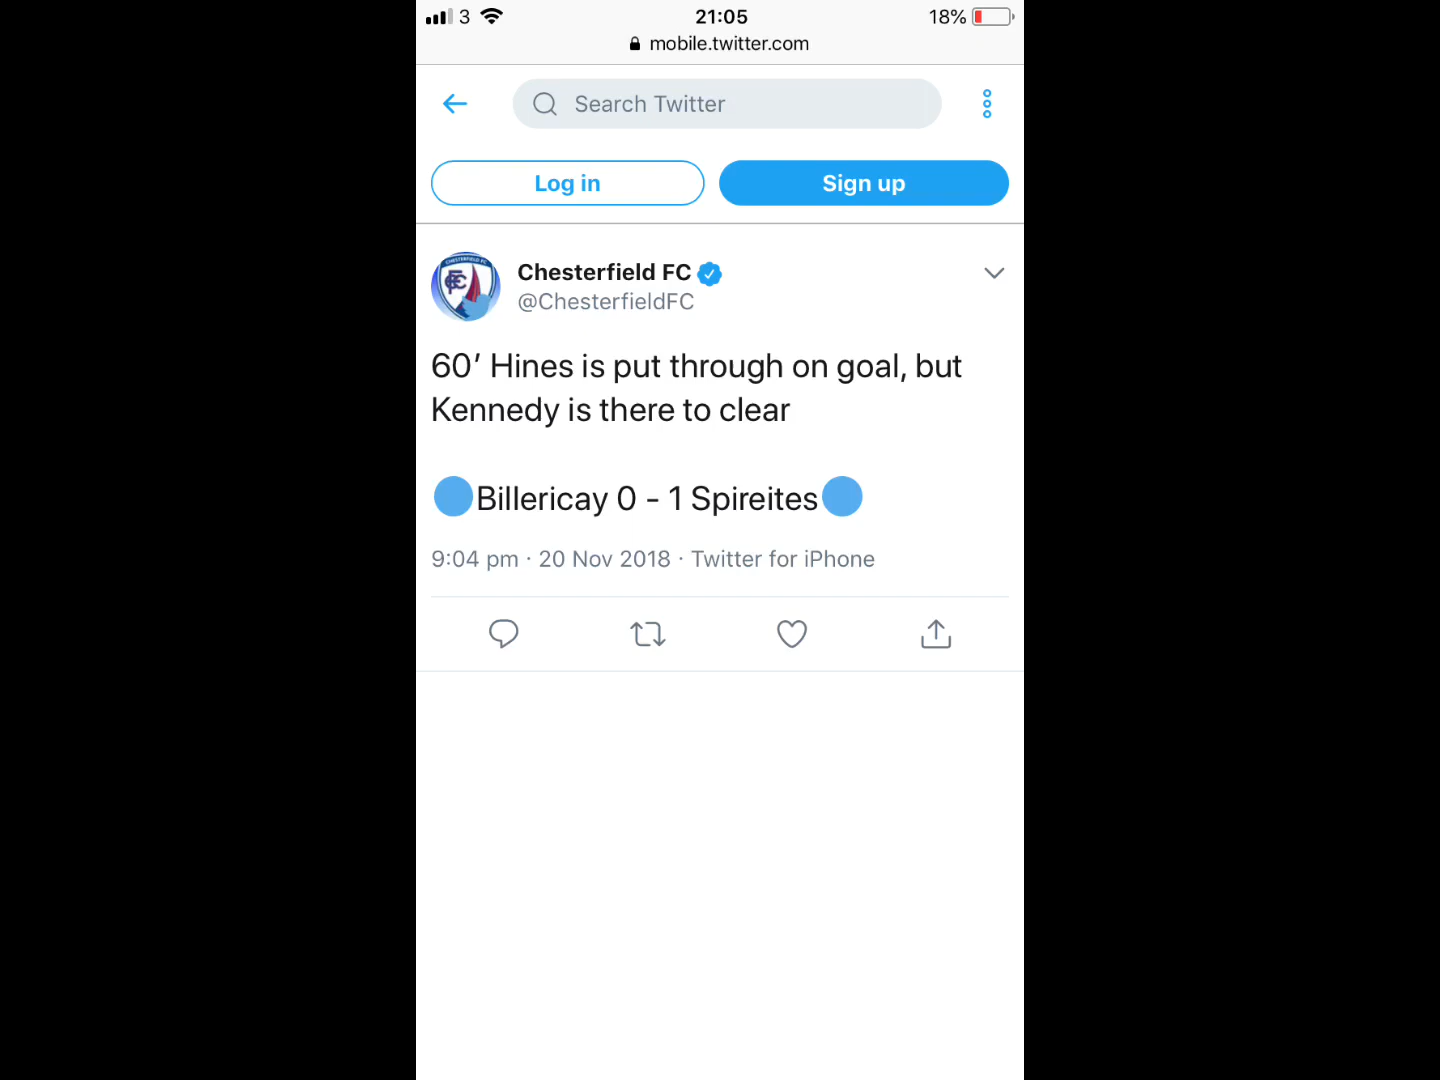 3 21:05 18%
mobile.twitter.com
Search Twitter
Log in Sign up
CHESTERFIELD FC
Chesterfield FC
@ChesterfieldFC
60’ Hines is put through on goal, but
Kennedy is there to clear
Billericay 0 - 1 Spireites
9:04 pm · 20 Nov 2018 · Twitter for iPhone